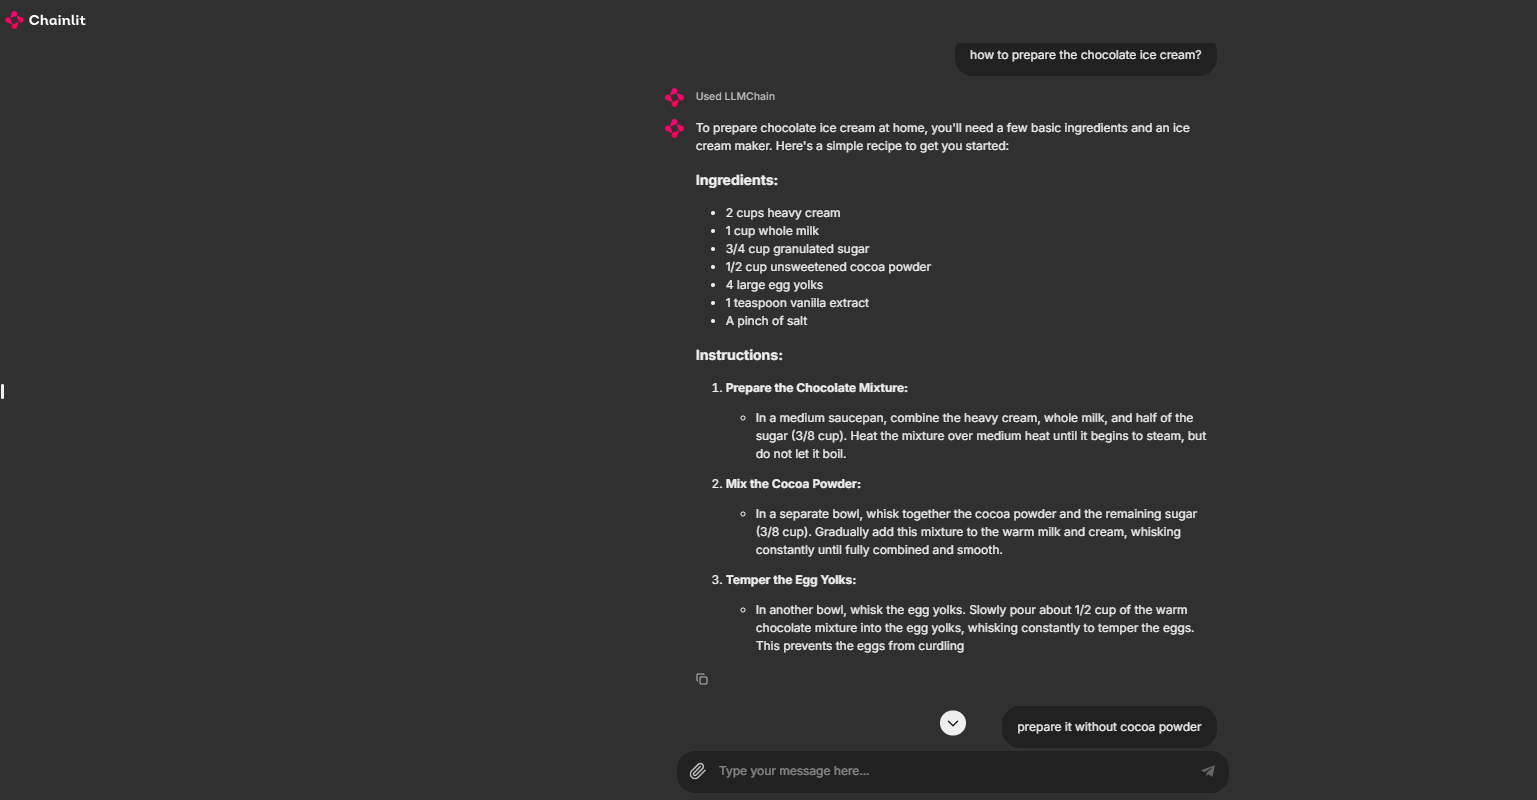 Chainlit
how to prepare the chocolate ice cream?
Used LLMChain
To prepare chocolate ice cream at home, you'll need a few basic ingredients and an ice
cream maker. Here's a simple recipe to get you started:
Ingredients:
• 2 cups heavy cream
• 1 cup whole milk
• 3/4 cup granulated sugar
• 1/2 cup unsweetened cocoa powder
• 4 large egg yolks
• 1 teaspoon vanilla extract
• A pinch of salt
Instructions:
1. Prepare the Chocolate Mixture:
◦ In a medium saucepan, combine the heavy cream, whole milk, and half of the
sugar (3/8 cup). Heat the mixture over medium heat until it begins to steam, but
do not let it boil.
2. Mix the Cocoa Powder:
◦ In a separate bowl, whisk together the cocoa powder and the remaining sugar
(3/8 cup). Gradually add this mixture to the warm milk and cream, whisking
constantly until fully combined and smooth.
3. Temper the Egg Yolks:
◦ In another bowl, whisk the egg yolks. Slowly pour about 1/2 cup of the warm
chocolate mixture into the egg yolks, whisking constantly to temper the eggs.
This prevents the eggs from curdling
prepare it without cocoa powder
Type your message here...